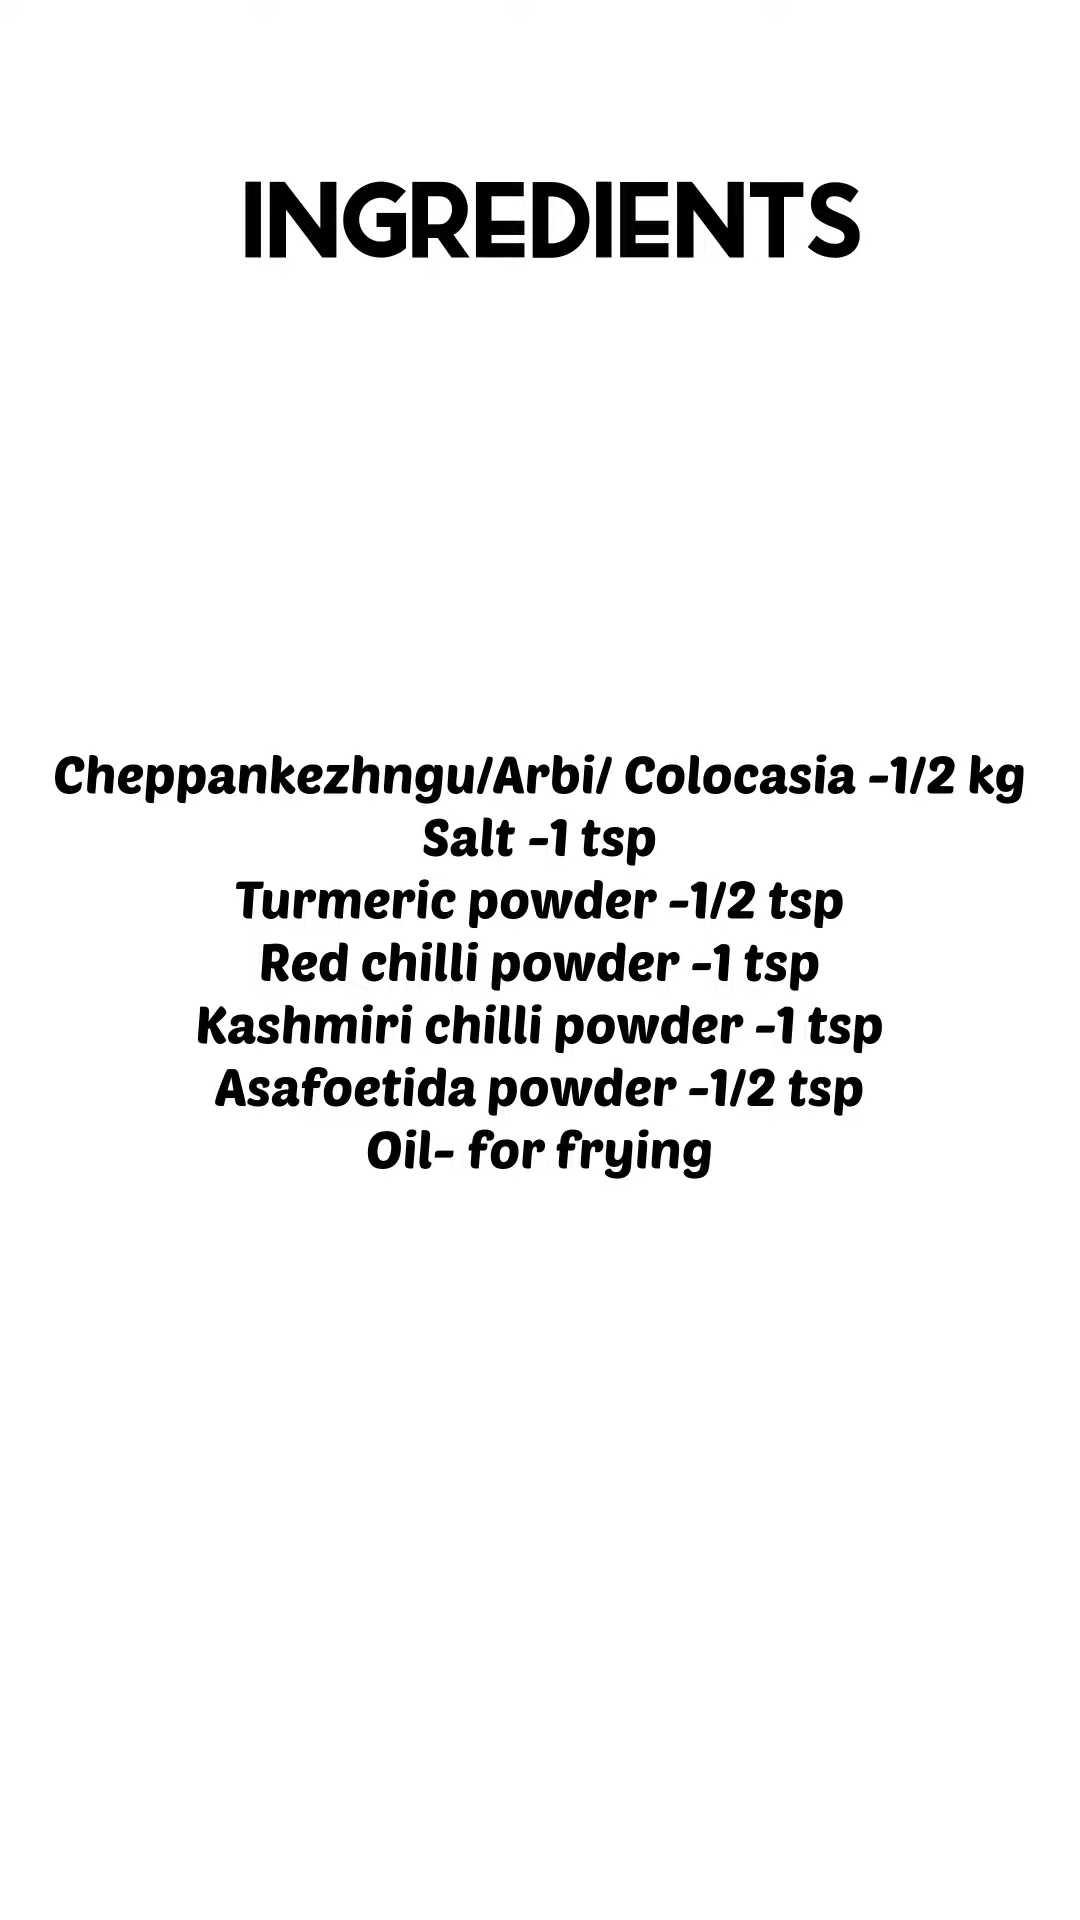 INGREDIENTS
Cheppankezhngu/Arbi/ Colocasia -1/2 kg
Salt -1 tsp
Turmeric powder -1/2 tsp
Red chilli powder -1 tsp
Kashmiri chilli powder -1 tsp
Asafoetida powder -1/2 tsp
Oil- for frying